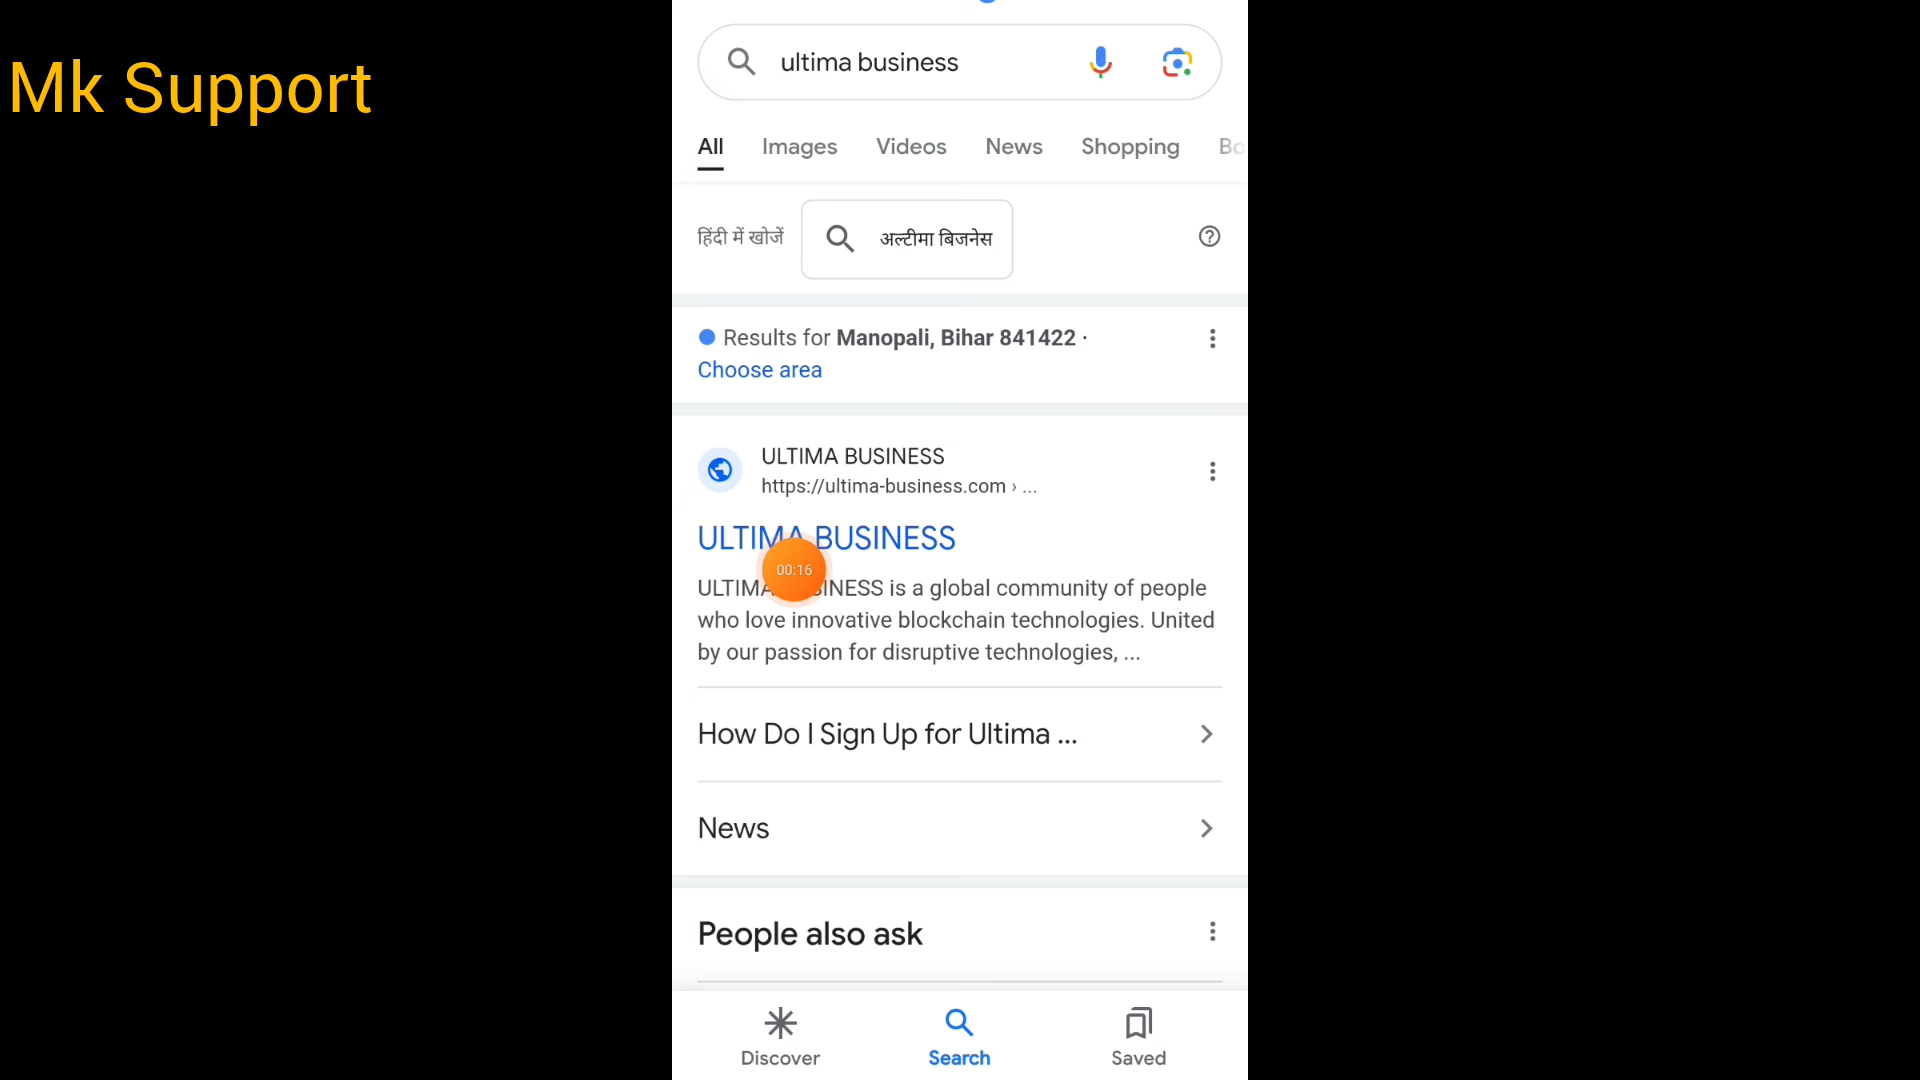 Mk Support
ultima business
All Images Videos News Shopping Bo
हिंदी में खोजें अल्टीमा बिजनेस
Results for Manopali, Bihar 841422 ·
Choose area
ULTIMA BUSINESS
https://ultima-business.com › ...
ULTIMA BUSINESS
00:16
ULTIMA BUSINESS is a global community of people
who love innovative blockchain technologies. United
by our passion for disruptive technologies, ...
How Do I Sign Up for Ultima ...
News
People also ask
Discover Search Saved